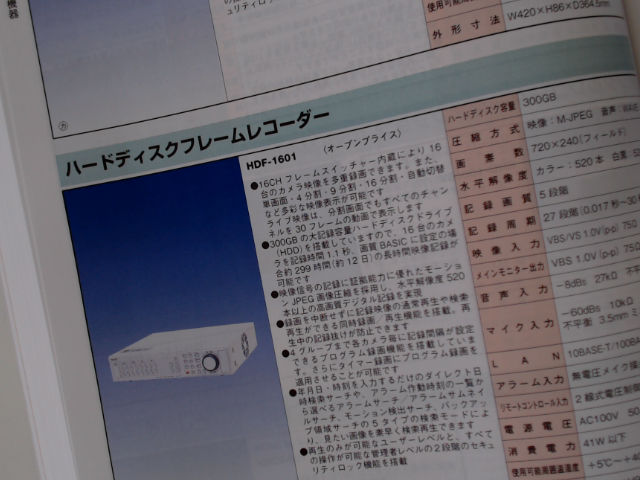 機器
ュリティロック機
使用可能周
外形寸法
W420×H86×D364.5mm
カ
ハードディスクフレームレコーダー
HDF-1601
(オープンプライス)
●16CH フレームスイッチャー内蔵により 16
台のカメラ映像を多重録画できます。また、
単画面・4 分割・9 分割・16 分割・自動切替
など多彩な映像表示が可能です
ライブ映像は、分割画面でもすべてのチャン
ネルを 30 フレームの動画で表示します
●300GB の大記録容量ハードディスクドライブ
(HDD) を搭載していますので、16 台のカメ
ラを記録時間 1.1 秒、画質 BASIC に設定の場
合約 299 時間 (約 12 日) の長時間映像記録が
可能です
●映像信号の記録に証拠能力に優れたモーショ
ン JPEG 画像圧縮を採用し、水平解像度 520
本以上の高画質デジタル記録を実現
●録画を中断せずに記録映像の通常再生や検索
再生ができる同時録画/再生機能を搭載。再
生中の記録抜けが防止できます
●4 グループまで各カメラ毎に記録間隔が設定
できるプログラム録画機能を搭載していま
す。さらにタイマー録画にプログラム録画を
適用させることが可能です
●年月日・時刻を入力するだけのダイレクト日
時検索サーチや、アラーム作動時刻の一覧か
ら選べるアラームサーチ/アラームサムネイ
ルサーチ、モーション検出サーチ、バックアッ
プ領域サーチの 5 タイプの検索モードによ
り、見たい画像を素早く検索再生できます
●再生のみが可能なユーザーレベルと、すべて
の操作が可能な管理者レベルの 2 段階のセキュ
リティロック機能を搭載
ハードディスク容量 300GB
圧縮方式 映像：M-JPEG 音声：
画素数 720×240 (フィールド)
水平解像度 カラー：520 本 白黒：
記録画質 5 段階
記録周期 27 段階 (0.017 秒～30
映像入力 VBS/VS 1.0V (p-p) 75Ω
メインモニター出力 VBS 1.0V (p-p) 75Ω
音声入力 −8dBs 27kΩ 不平
マイク入力 −60dBs 10kΩ
不平衡 3.5mm ミ
LAN 10BASE-T/100BA
アラーム入力 無電圧メイク接
リモートコントロール入力 2 線式電圧制
電源電圧 AC100V 50
消費電力 41W 以下
使用可能周囲温度 +5℃～+4